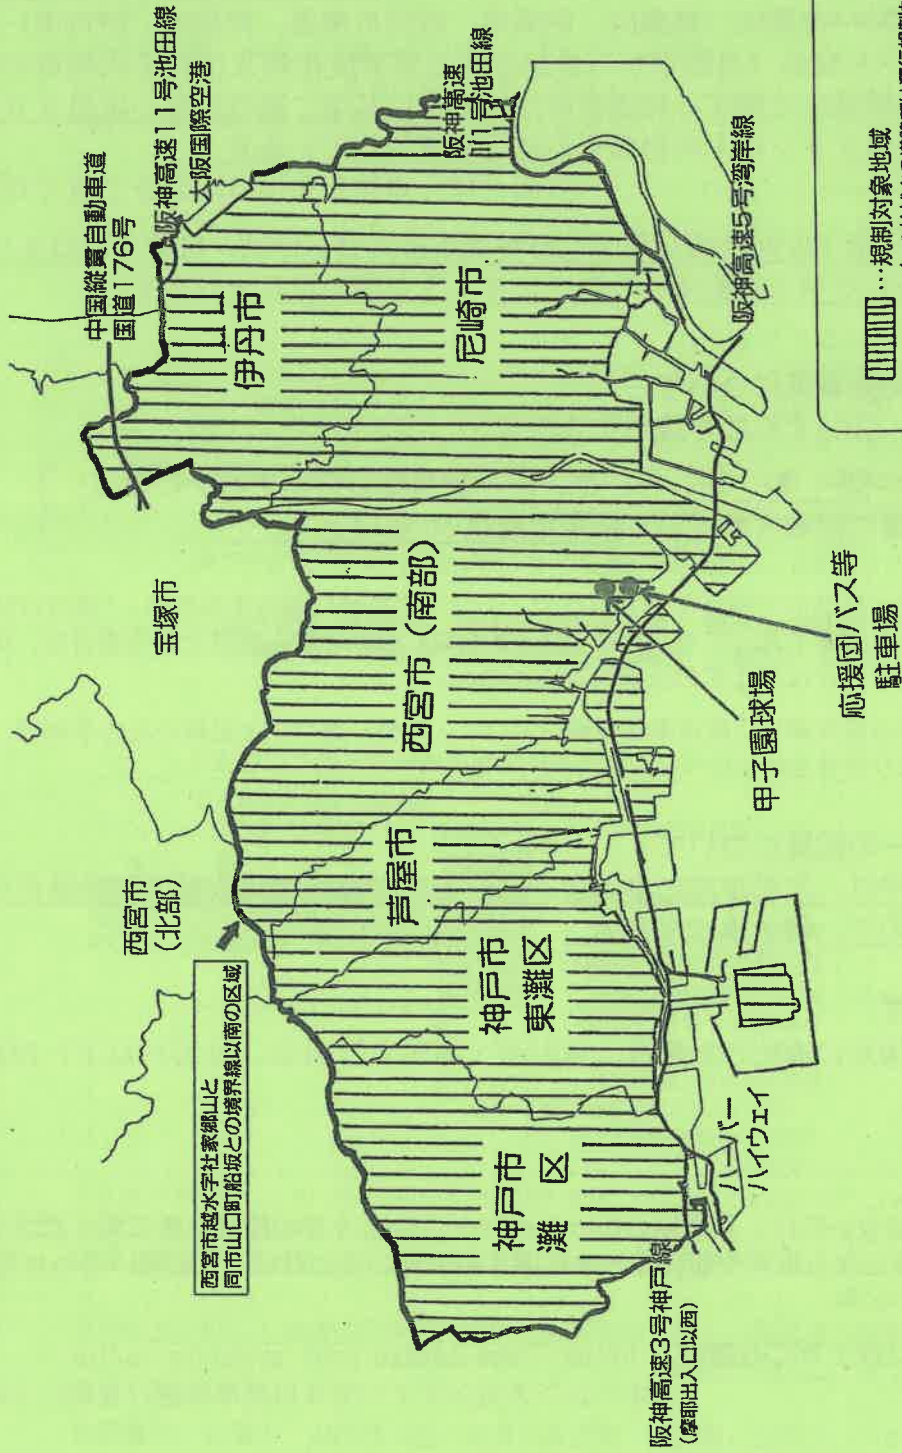 中国縦貫自動車道
国道176号
阪神高速11号池田線
大阪国際空港
宝塚市
西宮市
(北部)
西宮市越水字社家郷山と
同市山口町船坂との境界線以南の区域
伊丹市
尼崎市
西宮市(南部)
芦屋市
神戸市
東灘区
神戸市
灘 区
阪神高速
11号池田線
阪神高速5号湾岸線
甲子園球場
応援団バス等
駐車場
ハーバー
ハイウェイ
阪神高速3号神戸線
(摩耶出入口以西)
…規制対象地域